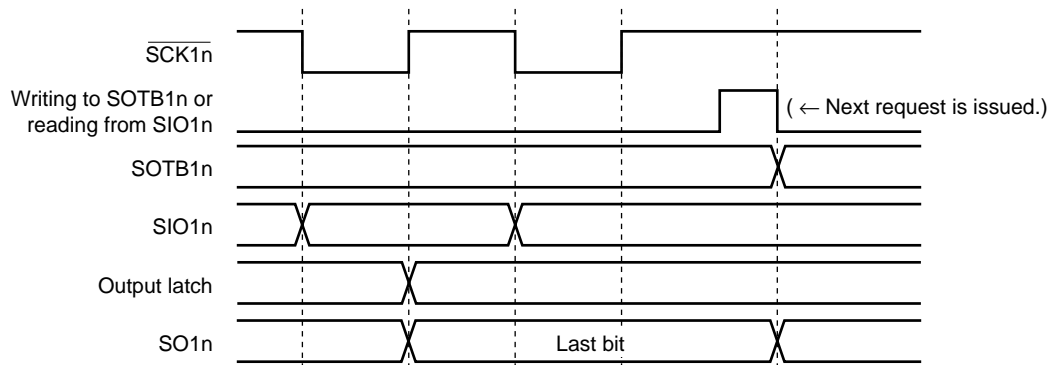 SCK1n
Writing to SOTB1n or
reading from SIO1n
( ← Next request is issued.)
SOTB1n
SIO1n
Output latch
SO1n
Last bit